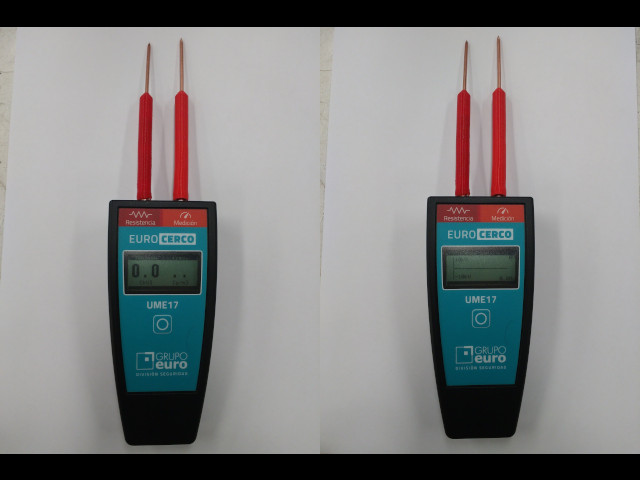 Resistencia Medición
EURO CERCO
0.0 ..
UME17
GRUPO
euro
DIVISIÓN SEGURIDAD
Resistencia Medición
EURO CERCO
UME17
GRUPO
euro
DIVISIÓN SEGURIDAD